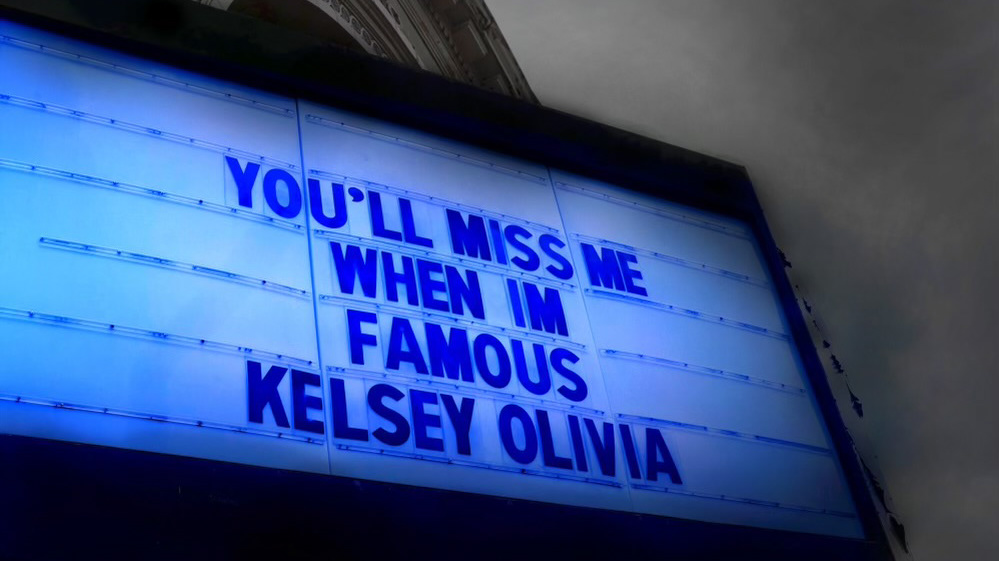 YOU'LL MISS ME
WHEN IM
FAMOUS
KELSEY OLIVIA